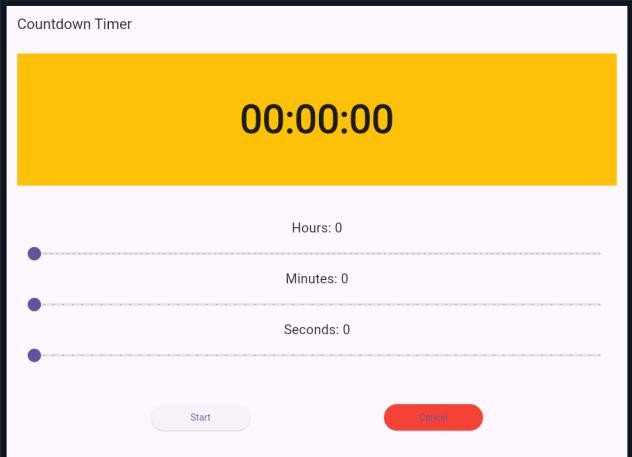 Countdown Timer
00:00:00
Hours: 0
Minutes: 0
Seconds: 0
Start
Cancel